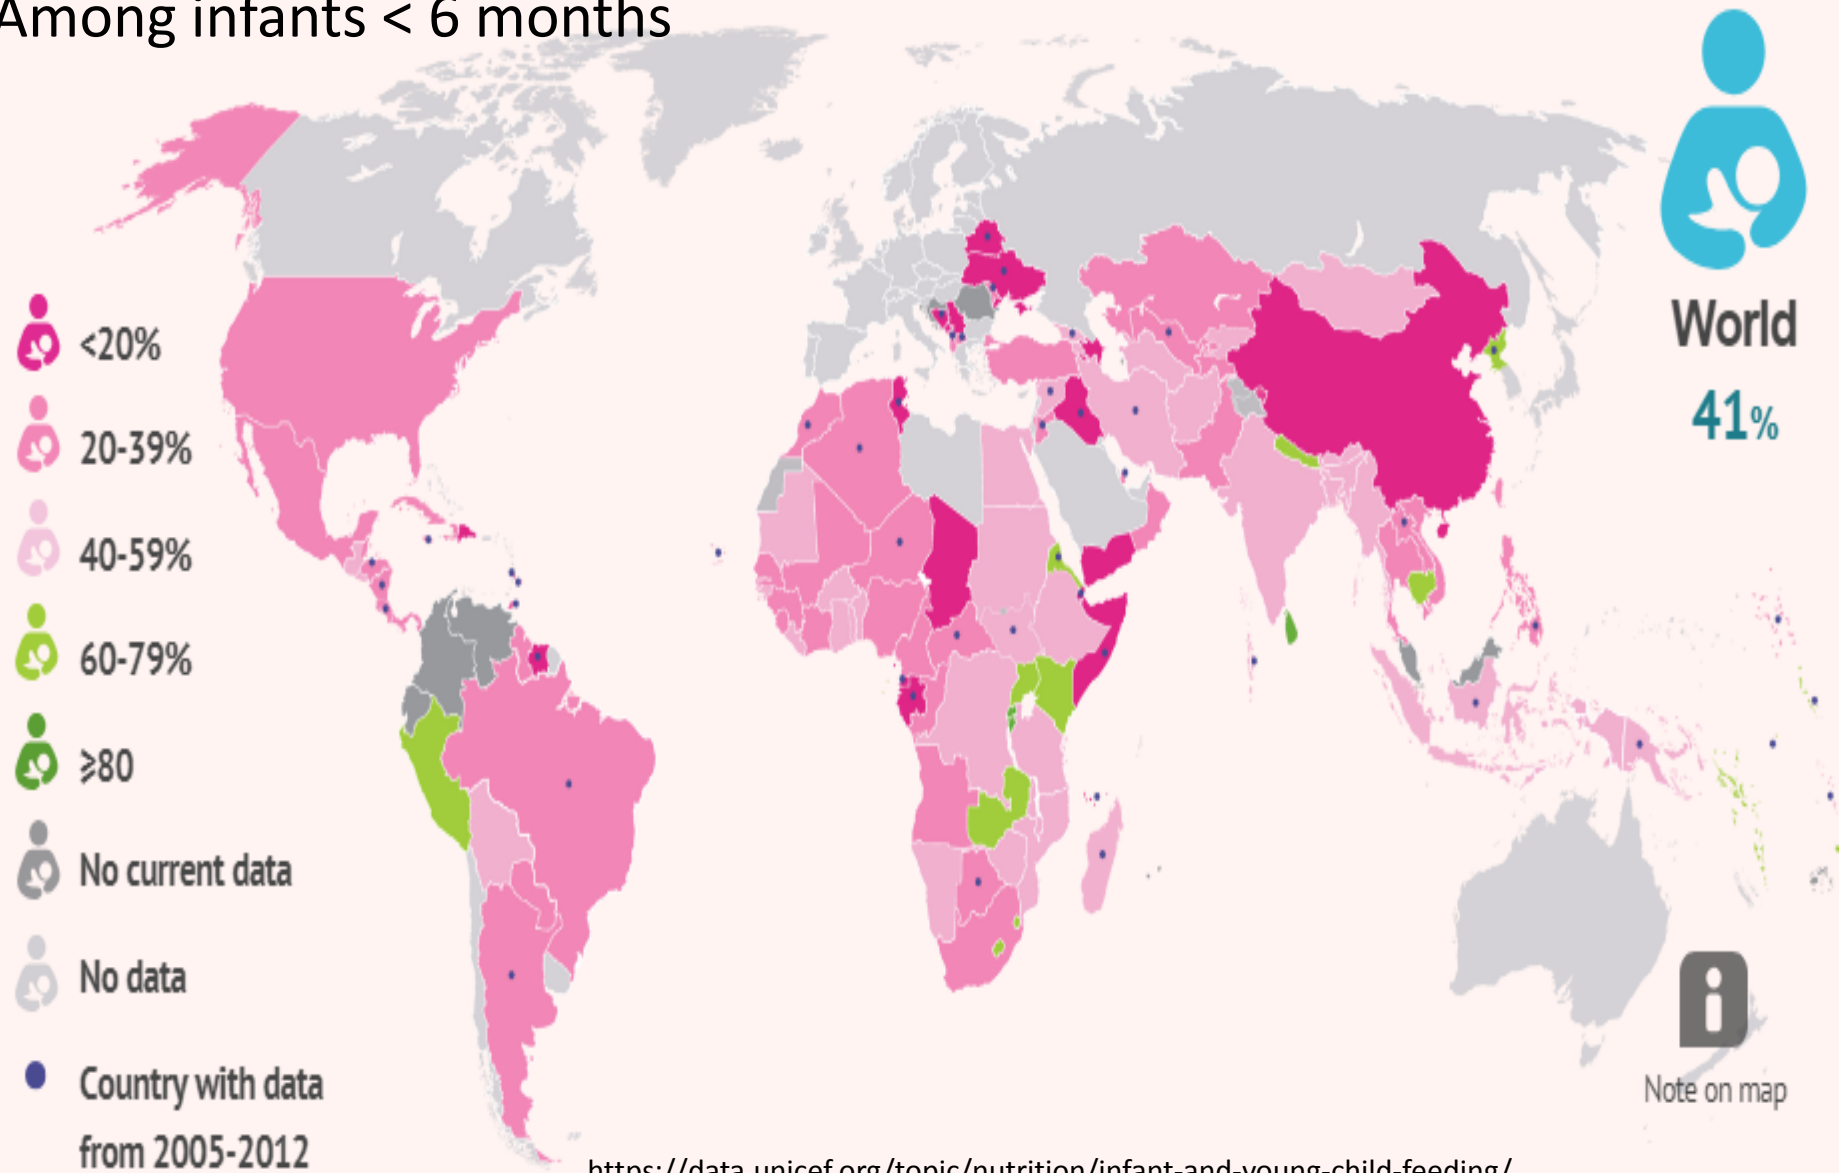 Among infants < 6 months
World
41%
<20%
20-39%
40-59%
60-79%
≥80
No current data
No data
Country with data
from 2005-2012
Note on map
https://data.unicef.org/topic/nutrition/infant-and-young-child-feeding/